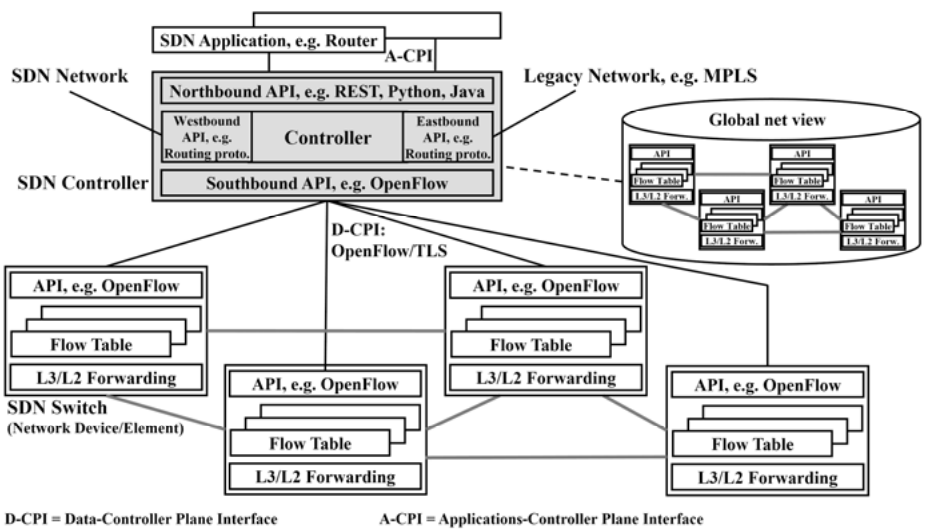 SDN Application, e.g. Router
A-CPI
SDN Network
Legacy Network, e.g. MPLS
Northbound API, e.g. REST, Python, Java
Westbound
API, e.g.
Routing proto.
Controller
Eastbound
API, e.g.
Routing proto.
SDN Controller
Southbound API, e.g. OpenFlow
Global net view
API
Flow Table
L3/L2 Forw.
API
Flow Table
L3/L2 Forw.
API
Flow Table
L3/L2 Forw.
API
Flow Table
L3/L2 Forw.
D-CPI:
OpenFlow/TLS
API, e.g. OpenFlow
Flow Table
L3/L2 Forwarding
API, e.g. OpenFlow
Flow Table
L3/L2 Forwarding
SDN Switch
(Network Device/Element)
API, e.g. OpenFlow
Flow Table
L3/L2 Forwarding
API, e.g. OpenFlow
Flow Table
L3/L2 Forwarding
D-CPI = Data-Controller Plane Interface
A-CPI = Applications-Controller Plane Interface